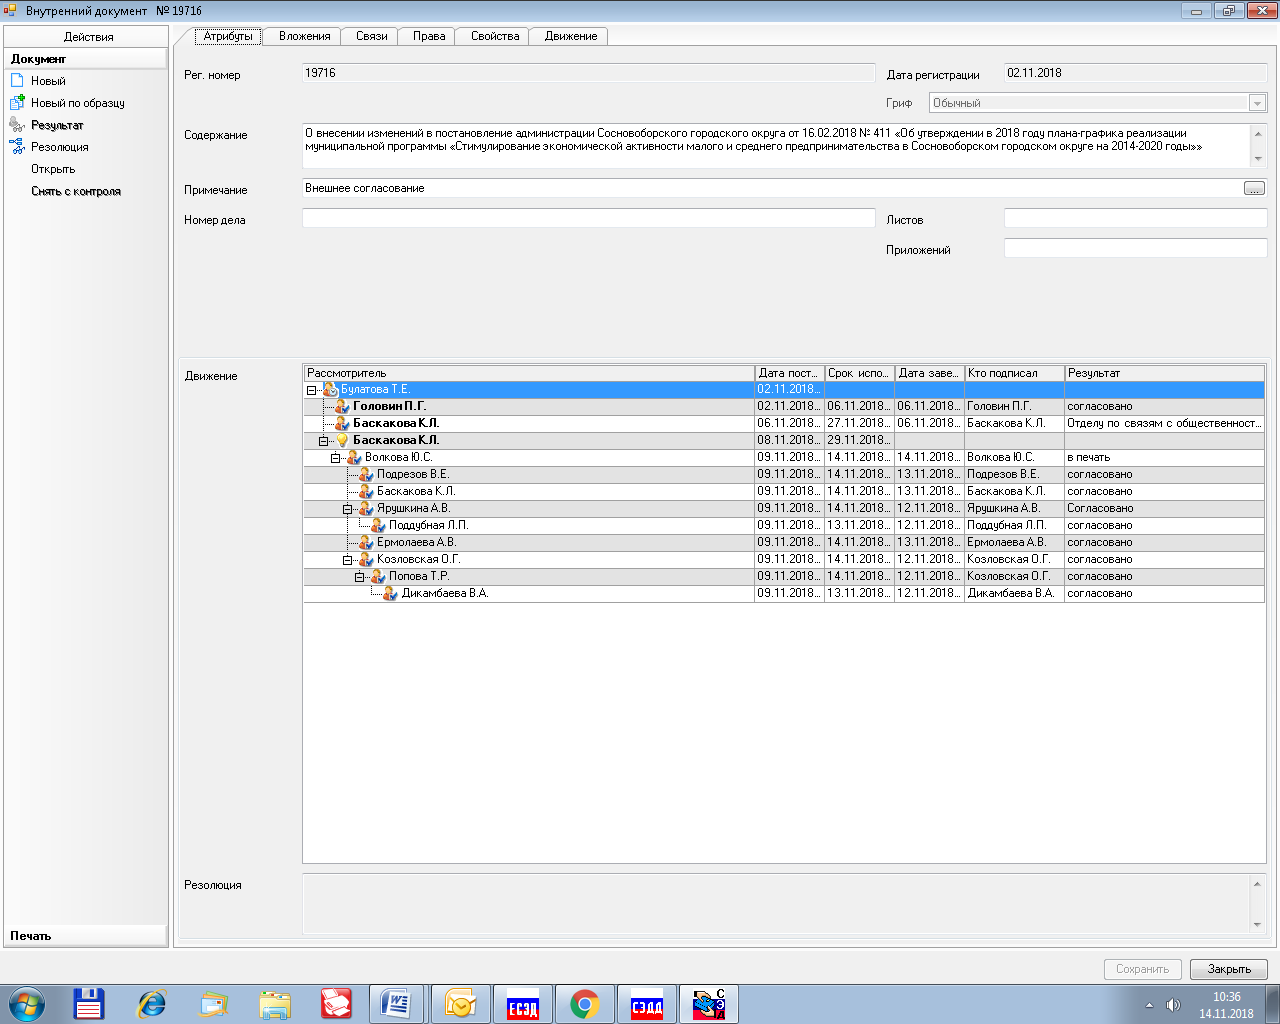 Внутренний документ № 19716
Действия
Документ
Новый
Новый по образцу
Результат
Резолюция
Открыть
Снять с контроля
Печать
Атрибуты Вложения Связи Права Свойства Движение
Рег. номер 19716 Дата регистрации 02.11.2018
Гриф Обычный
Содержание О внесении изменений в постановление администрации Сосновоборского городского округа от 16.02.2018 № 411 «Об утверждении в 2018 году плана-графика реализации
муниципальной программы «Стимулирование экономической активности малого и среднего предпринимательства в Сосновоборском городском округе на 2014-2020 годы»»
Примечание Внешнее согласование ...
Номер дела Листов
Приложений
Движение
Рассмотритель Дата пост... Срок испо... Дата заве... Кто подписал Результат
Булатова Т.Е. 02.11.2018...
Головин П.Г. 02.11.2018... 06.11.2018... 06.11.2018... Головин П.Г. согласовано
Баскакова К.Л. 06.11.2018... 27.11.2018... 06.11.2018... Баскакова К.Л. Отделу по связям с общественност...
Баскакова К.Л. 08.11.2018... 29.11.2018...
Волкова Ю.С. 09.11.2018... 14.11.2018... 14.11.2018... Волкова Ю.С. в печать
Подрезов В.Е. 09.11.2018... 14.11.2018... 13.11.2018... Подрезов В.Е. согласовано
Баскакова К.Л. 09.11.2018... 14.11.2018... 13.11.2018... Баскакова К.Л. согласовано
Ярушкина А.В. 09.11.2018... 14.11.2018... 12.11.2018... Ярушкина А.В. Согласовано
Поддубная Л.П. 09.11.2018... 13.11.2018... 12.11.2018... Поддубная Л.П. согласовано
Ермолаева А.В. 09.11.2018... 14.11.2018... 13.11.2018... Ермолаева А.В. согласовано
Козловская О.Г. 09.11.2018... 14.11.2018... 12.11.2018... Козловская О.Г. согласовано
Попова Т.Р. 09.11.2018... 14.11.2018... 12.11.2018... Козловская О.Г. согласовано
Дикамбаева В.А. 09.11.2018... 13.11.2018... 12.11.2018... Дикамбаева В.А. согласовано
Резолюция
Сохранить Закрыть
ЕСЭД СЭДД СЭД
10:36
14.11.2018